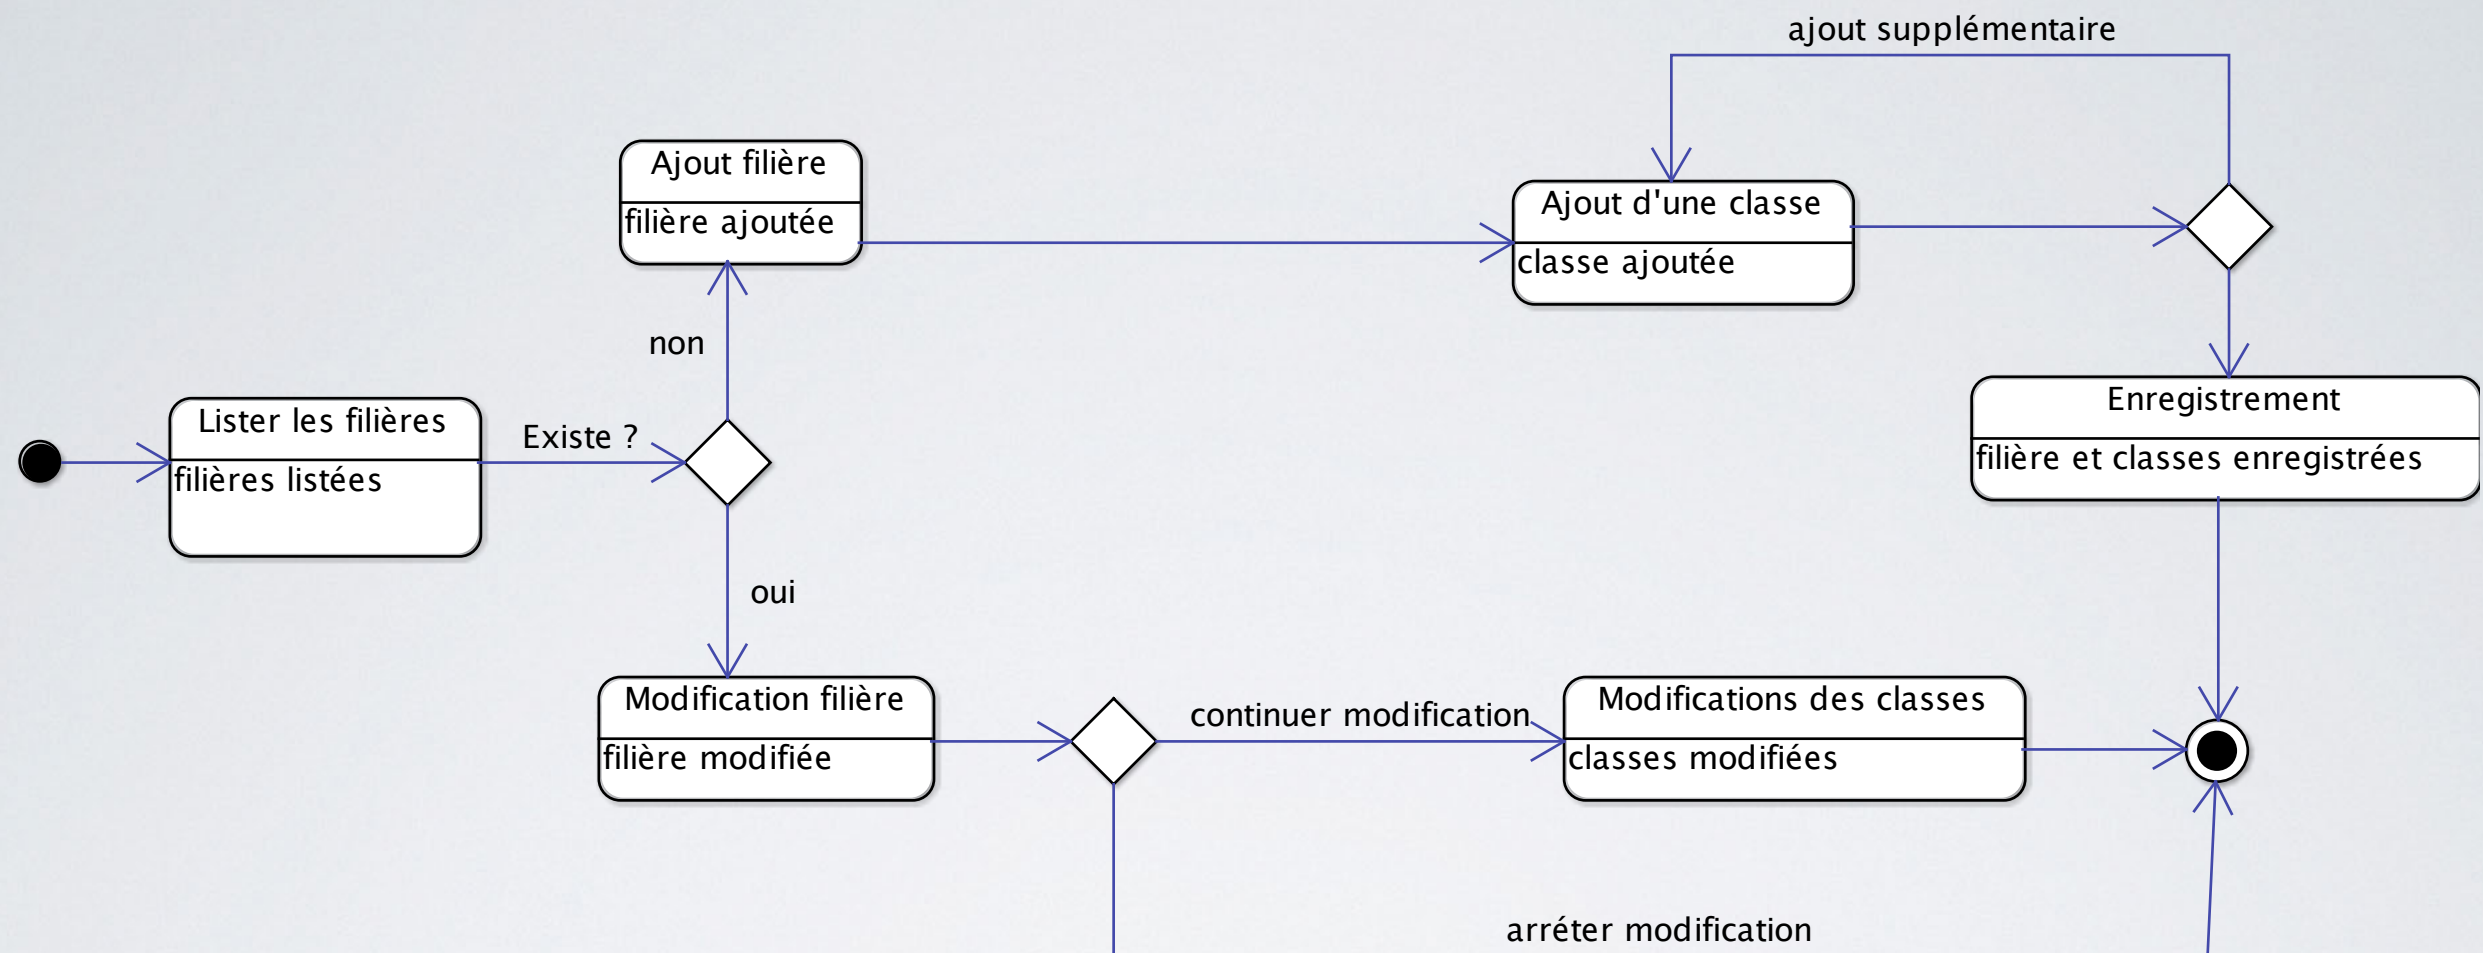 ajout supplémentaire
Ajout filière
filière ajoutée
Ajout d'une classe
classe ajoutée
non
Lister les filières
filières listées
Existe ?
Enregistrement
filière et classes enregistrées
oui
Modification filière
filière modifiée
continuer modification
Modifications des classes
classes modifiées
arréter modification